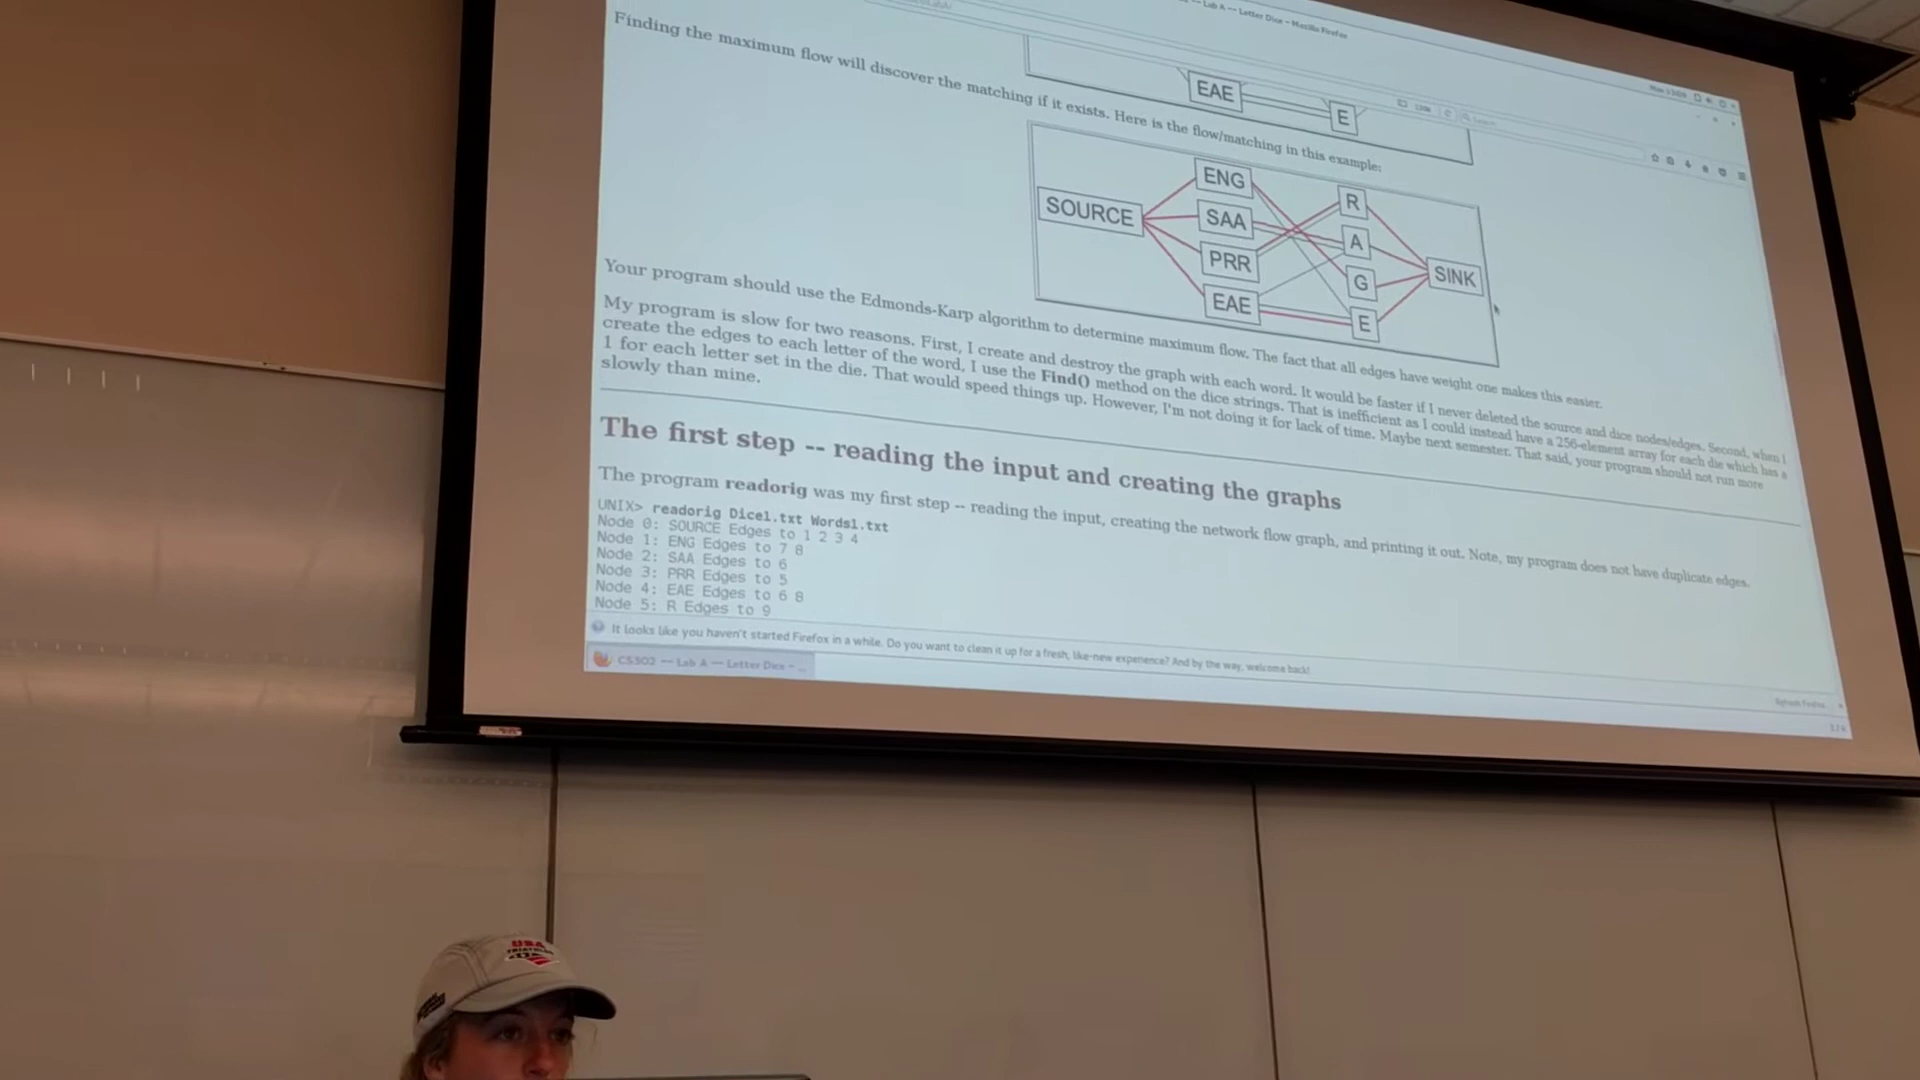 Lab A -- Letter Dice - Mozilla Firefox
EAE
E
Finding the maximum flow will discover the matching if it exists. Here is the flow/matching in this example:
SOURCE
ENG
SAA
PRR
EAE
R
A
G
E
SINK
Your program should use the Edmonds-Karp algorithm to determine maximum flow. The fact that all edges have weight one makes this easier.
My program is slow for two reasons. First, I create and destroy the graph with each word. It would be faster if I never deleted the source and dice nodes/edges. Second, when I
create the edges to each letter of the word, I use the Find() method on the dice strings. That is inefficient as I could instead have a 256-element array for each die which has a
1 for each letter set in the die. That would speed things up. However, I'm not doing it for lack of time. Maybe next semester. That said, your program should not run more
slowly than mine.
The first step -- reading the input and creating the graphs
The program readorig was my first step -- reading the input, creating the network flow graph, and printing it out. Note, my program does not have duplicate edges.
UNIX> readorig Dice1.txt Words1.txt
Node 0: SOURCE Edges to 1 2 3 4
Node 1: ENG Edges to 7 8
Node 2: SAA Edges to 6
Node 3: PRR Edges to 5
Node 4: EAE Edges to 6 8
Node 5: R Edges to 9
It looks like you haven't started Firefox in a while. Do you want to clean it up for a fresh, like-new experience? And by the way, welcome back!
CS302 -- Lab A -- Letter Dice - ...
USA